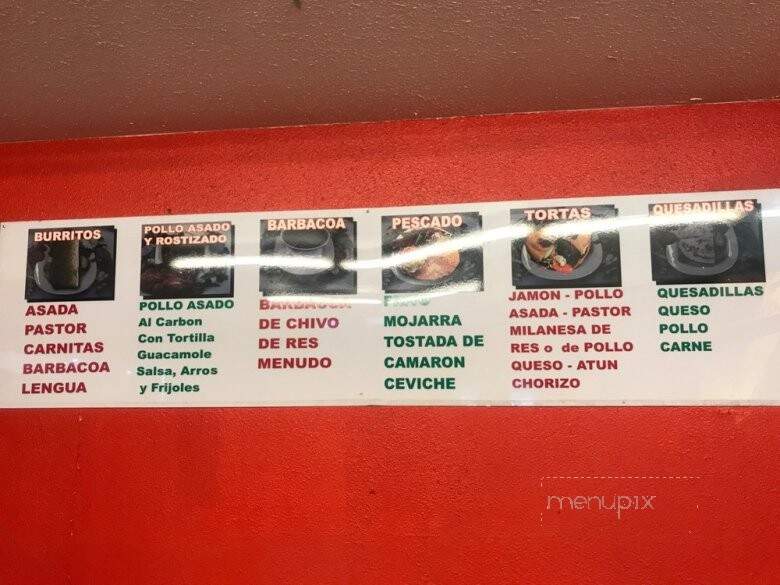 BURRITOS
ASADA
PASTOR
CARNITAS
BARBACOA
LENGUA
POLLO ASADO
Y ROSTIZADO
POLLO ASADO
Al Carbon
Con Tortilla
Guacamole
Salsa, Arros
y Frijoles
BARBACOA
BARBACOA
DE CHIVO
DE RES
MENUDO
PESCADO
MOJARRA
TOSTADA DE
CAMARON
CEVICHE
TORTAS
JAMON - POLLO
ASADA - PASTOR
MILANESA DE
RES o de POLLO
QUESO - ATUN
CHORIZO
QUESADILLAS
QUESADILLAS
QUESO
POLLO
CARNE
menupix